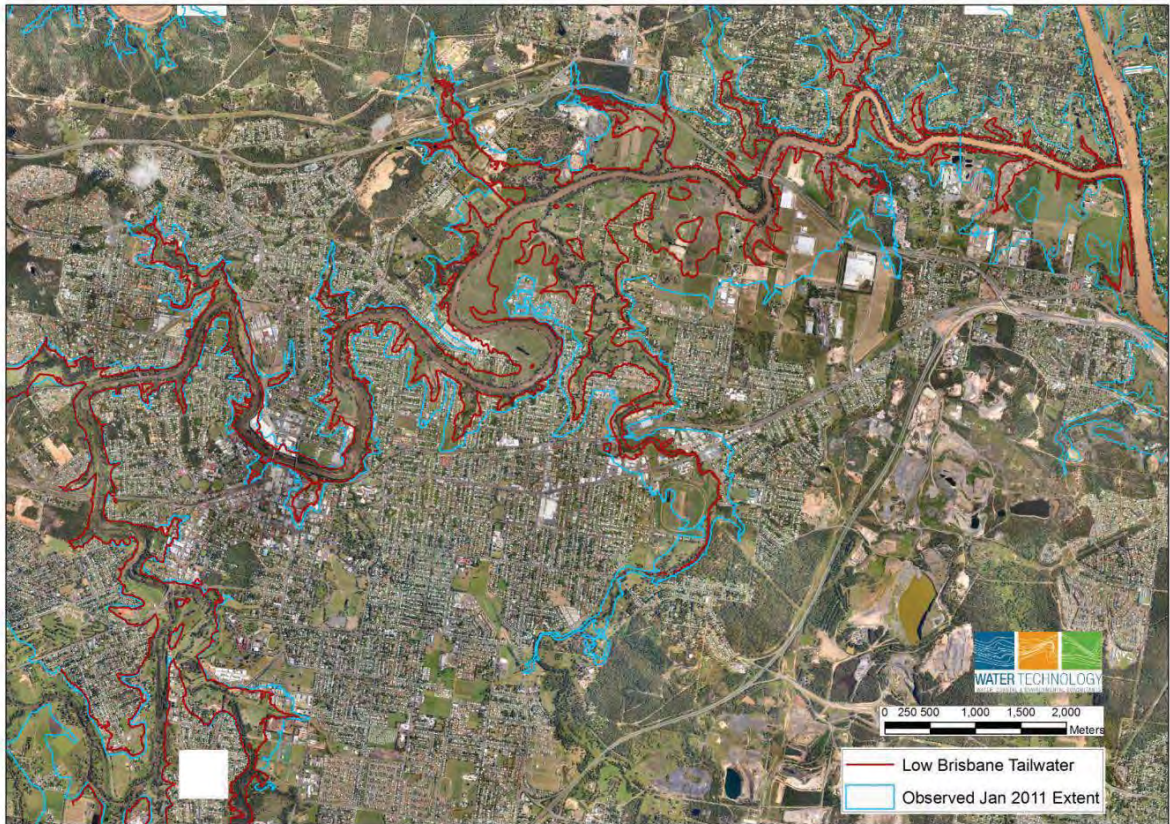 WATER TECHNOLOGY
0 250 500 1,000 1,500 2,000
Meters
Low Brisbane Tailwater
Observed Jan 2011 Extent